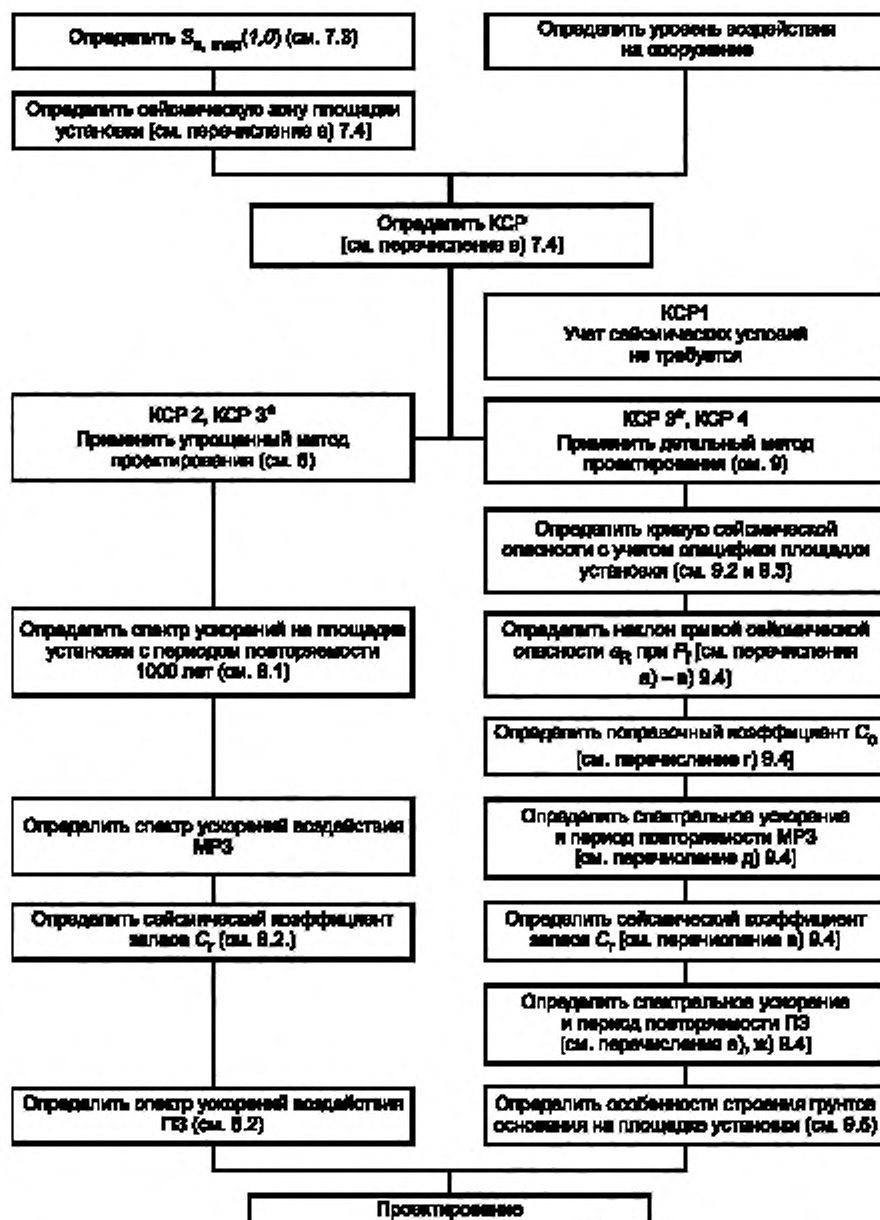 Определить Sa, map(1,0) (см. 7.3)
Определить уровень воздействия
на сооружение
Определить сейсмическую зону площадки
установки [см. перечисление а) 7.4]
Определить КСР
[см. перечисление в) 7.4]
КСР1
Учет сейсмических условий
не требуется
КСР 2, КСР 3*
Применить упрощенный метод
проектирования (см. 8)
КСР 3*, КСР 4
Применить детальный метод
проектирования (см. 9)
Определить кривую сейсмической
опасности с учетом специфики площадки
установки (см. 9.2 и 9.3)
Определить спектр ускорений на площадке
установки с периодом повторяемости
1000 лет (см. 8.1)
Определить наклон кривой сейсмической
опасности aR при Pf [см. перечисления
а) – в) 9.4]
Определить поправочный коэффициент Cc
[см. перечисление г) 9.4]
Определить спектр ускорений воздействия
МРЗ
Определить спектральное ускорение
и период повторяемости МРЗ
[см. перечисление д) 9.4]
Определить сейсмический коэффициент
запаса Cr (см. 8.2.)
Определить сейсмический коэффициент
запаса Cr [см. перечисление е) 9.4]
Определить спектральное ускорение
и период повторяемости ПЗ
[см. перечисления е), ж) 9.4]
Определить спектр ускорений воздействия
ПЗ (см. 8.2)
Определить особенности строения грунтов
основания на площадке установки (см. 9.5)
Проектирование